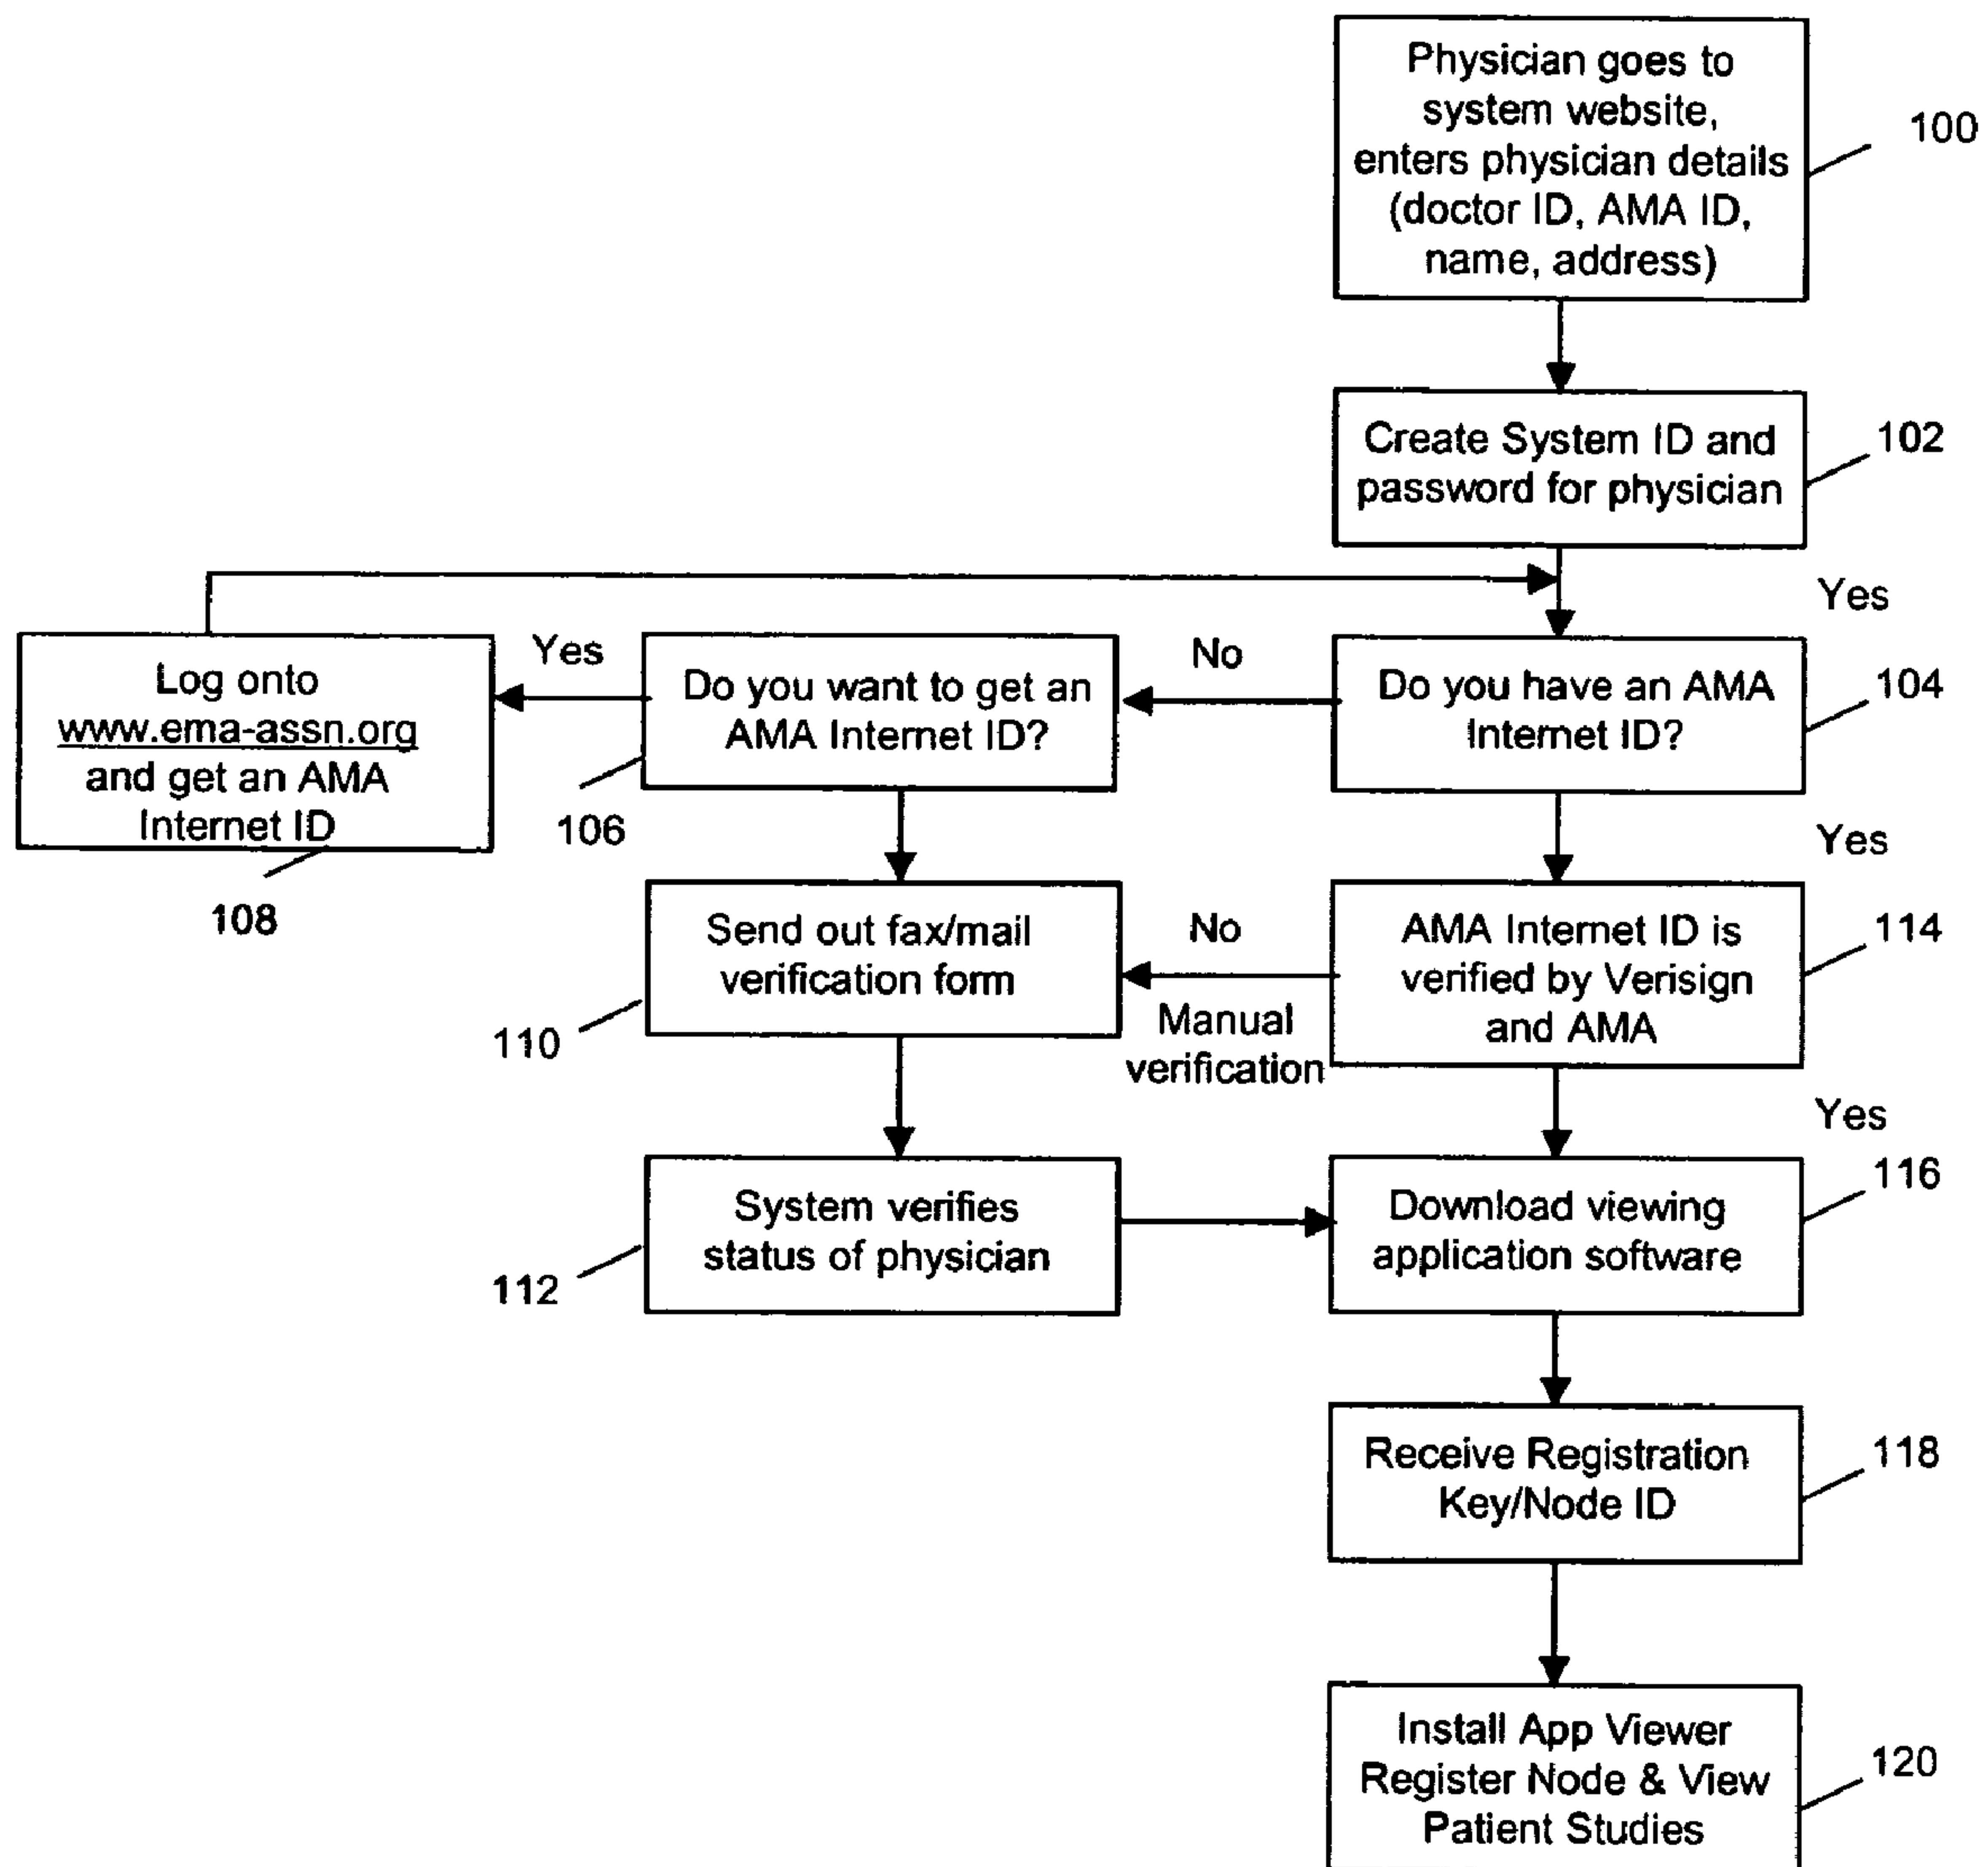 Physician goes to
system website,
enters physician details
(doctor ID, AMA ID,
name, address)
100
Create System ID and
password for physician
102
Yes
Log onto
www.ema-assn.org
and get an AMA
Internet ID
108
Yes
Do you want to get an
AMA Internet ID?
106
No
Do you have an AMA
Internet ID?
104
Yes
Send out fax/mail
verification form
110
No
Manual
verification
AMA Internet ID is
verified by Verisign
and AMA
114
Yes
System verifies
status of physician
112
Download viewing
application software
116
Receive Registration
Key/Node ID
118
Install App Viewer
Register Node & View
Patient Studies
120